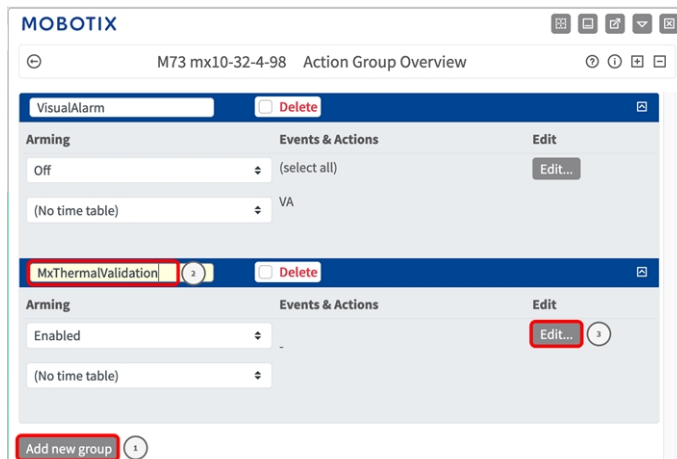 MOBOTIX
M73 mx10-32-4-98 Action Group Overview
VisualAlarm Delete
Arming Events & Actions Edit
Off (select all) Edit...
(No time table) VA
MxThermalValidation 2 Delete
Arming Events & Actions Edit
Enabled - Edit... 3
(No time table)
Add new group 1